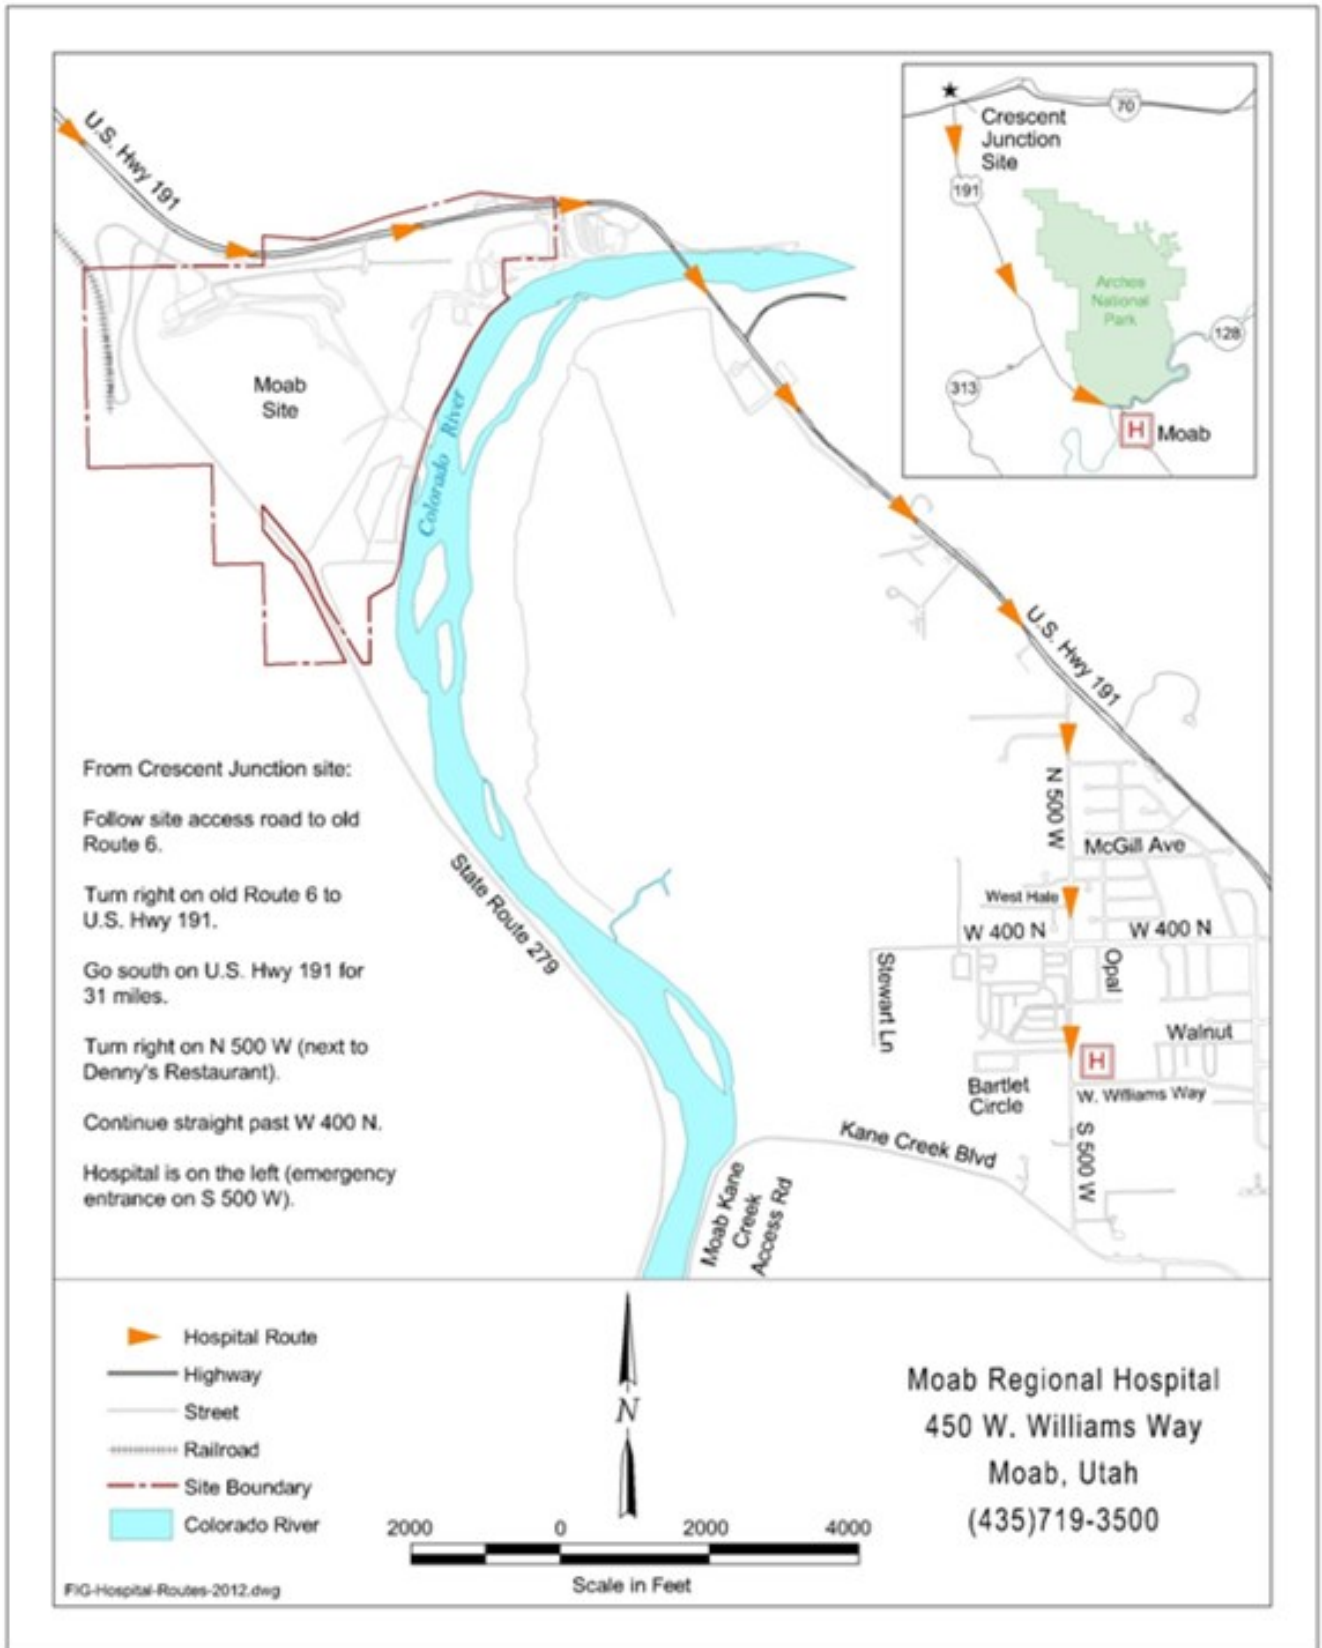 U.S. Hwy 191
70
Crescent
Junction
Site
191
Arches
National
Park
128
313
H
Moab
Moab
Site
Colorado River
U.S. Hwy 191
From Crescent Junction site:
Follow site access road to old
Route 6.
Turn right on old Route 6 to
U.S. Hwy 191.
Go south on U.S. Hwy 191 for
31 miles.
Turn right on N 500 W (next to
Denny's Restaurant).
Continue straight past W 400 N.
Hospital is on the left (emergency
entrance on S 500 W).
State Route 279
N 500 W
McGill Ave
West Hale
W 400 N
W 400 N
Stewart Ln
Opal
Walnut
H
Bartlet
Circle
W. Williams Way
Kane Creek Blvd
S 500 W
Moab Kane
Creek
Access Rd
Hospital Route
Highway
Street
Railroad
Site Boundary
Colorado River
N
2000 0 2000 4000
Scale in Feet
Moab Regional Hospital
450 W. Williams Way
Moab, Utah
(435)719-3500
FIG-Hospital-Routes-2012.dwg